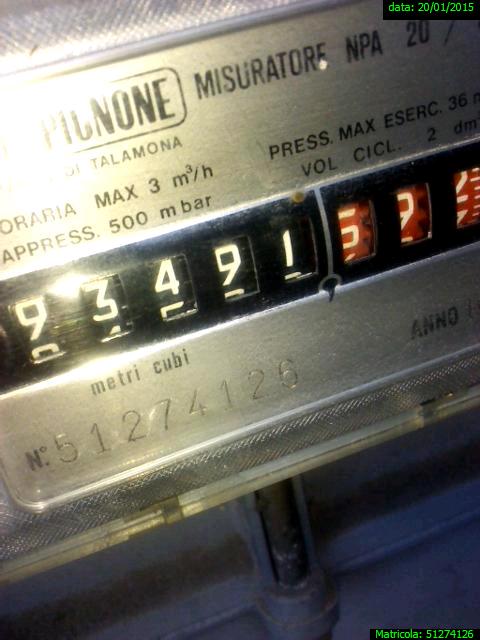 data: 20/01/2015
PIGNONE
MISURATORE NPA 20 /
DI TALAMONA
ORARIA MAX 3 m³/h
APPRESS. 500 mbar
PRESS. MAX ESERC. 36
VOL CICL. 2 dm³
93491 59
metri cubi
ANNO
N° 51274126
Matricola: 51274126